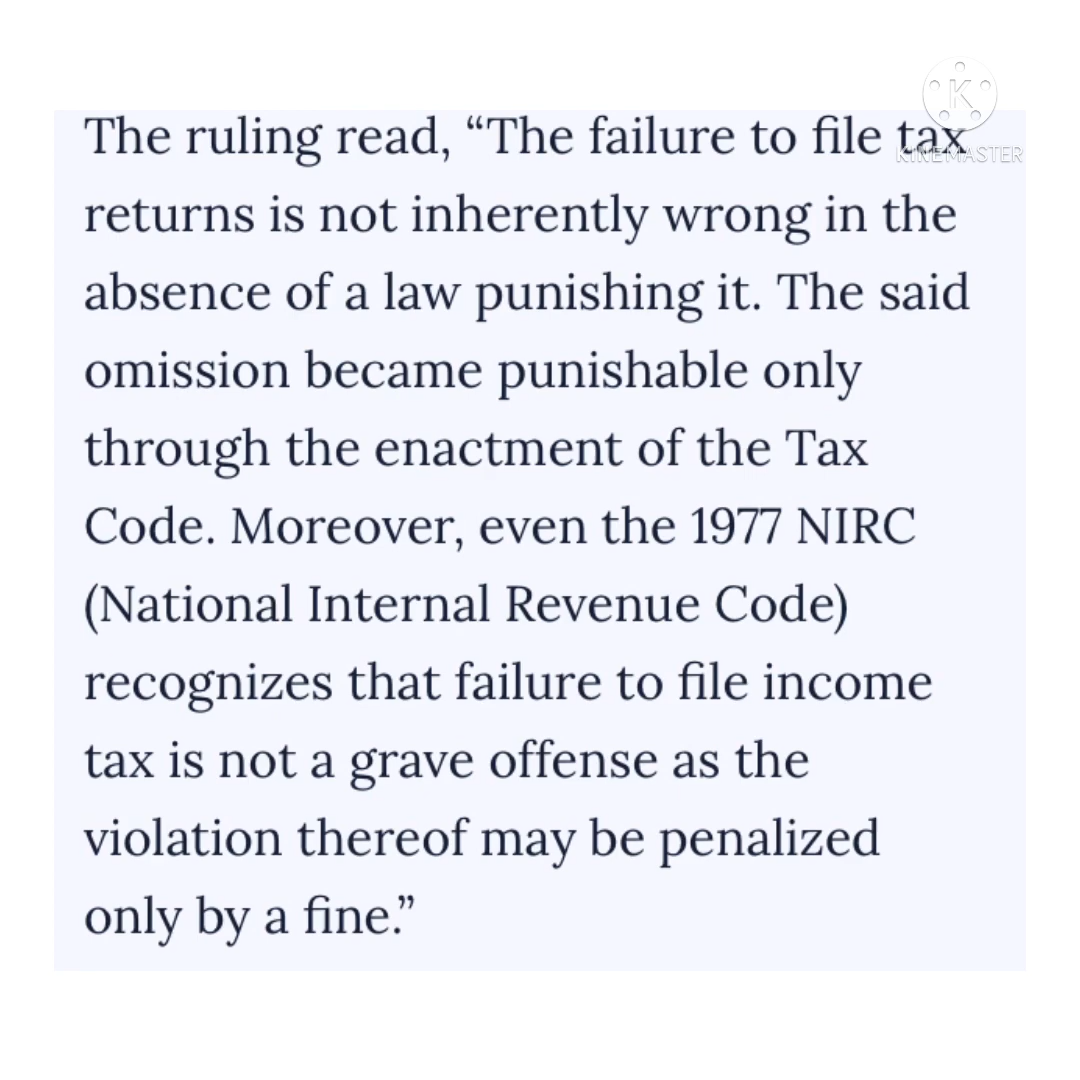 The ruling read, “The failure to file tax
KINEMASTER
returns is not inherently wrong in the
absence of a law punishing it. The said
omission became punishable only
through the enactment of the Tax
Code. Moreover, even the 1977 NIRC
(National Internal Revenue Code)
recognizes that failure to file income
tax is not a grave offense as the
violation thereof may be penalized
only by a fine.”